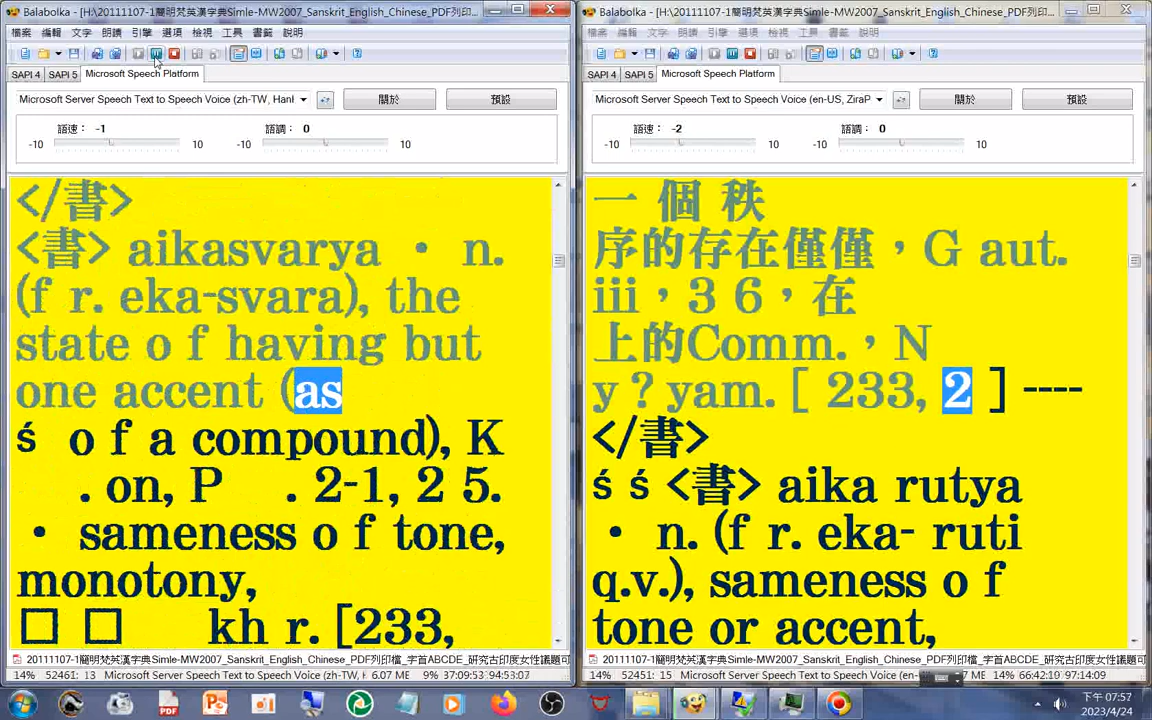 Balabolka - [H:\20111107-1簡明梵英漢字典Simle-MW2007_Sanskrit_English_Chinese_PDF列印...
檔案 編輯 文字 朗讀 引擎 選項 檢視 工具 書籤 說明
SAPI 4 SAPI 5 Microsoft Speech Platform
Microsoft Server Speech Text to Speech Voice (zh-TW, HanI
關於
預設
語速： -1
語調： 0
-10 10 -10 10
</書>
<書> aikasvarya • n.
(f r. eka-svara), the
state o f having but
one accent (as
ś o f a compound), K
. on, P . 2-1, 2 5.
• sameness o f tone,
monotony,
□ □ kh r. [233,
20111107-1簡明梵英漢字典Simle-MW2007_Sanskrit_English_Chinese_PDF列印檔_字首ABCDE_研究古印度女性議題可
14% 52461: 13 Microsoft Server Speech Text to Speech Voice (zh-TW, H 6.07 MB 9% 37:09:53
94:53:07
Balabolka - [H:\20111107-1簡明梵英漢字典Simle-MW2007_Sanskrit_English_Chinese_PDF列印...
檔案 編輯 文字 朗讀 引擎 選項 檢視 工具 書籤 說明
SAPI 4 SAPI 5 Microsoft Speech Platform
Microsoft Server Speech Text to Speech Voice (en-US, ZiraP
關於
預設
語速： -2
語調： 0
-10 10 -10 10
一 個 秩
序的存在僅僅，G aut.
iii，3 6，在
上的Comm.，N
y？yam. [ 233, 2 ] ----
</書>
ś ś <書> aika rutya
• n. (f r. eka- ruti
q.v.), sameness o f
tone or accent,
20111107-1簡明梵英漢字典Simle-MW2007_Sanskrit_English_Chinese_PDF列印檔_字首ABCDE_研究古印度女性議題可
14% 52451: 15 Microsoft Server Speech Text to Speech Voice (en-US,
14% 66:42:19
97:14:09
下午 07:57
2023/4/24